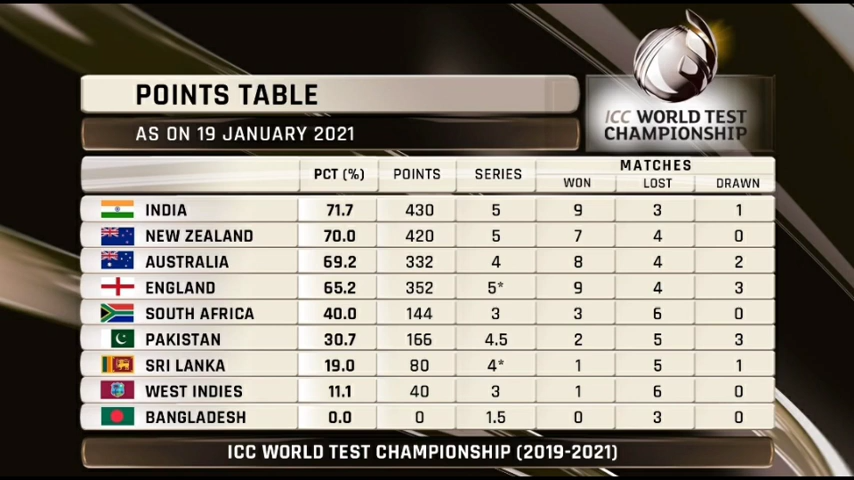 POINTS TABLE
ICC WORLD TEST
CHAMPIONSHIP
AS ON 19 JANUARY 2021
PCT (%) POINTS SERIES MATCHES
WON LOST DRAWN
INDIA 71.7 430 5 9 3 1
NEW ZEALAND 70.0 420 5 7 4 0
AUSTRALIA 69.2 332 4 8 4 2
ENGLAND 65.2 352 5* 9 4 3
SOUTH AFRICA 40.0 144 3 3 6 0
PAKISTAN 30.7 166 4.5 2 5 3
SRI LANKA 19.0 80 4* 1 5 1
WEST INDIES 11.1 40 3 1 6 0
BANGLADESH 0.0 0 1.5 0 3 0
ICC WORLD TEST CHAMPIONSHIP (2019-2021)